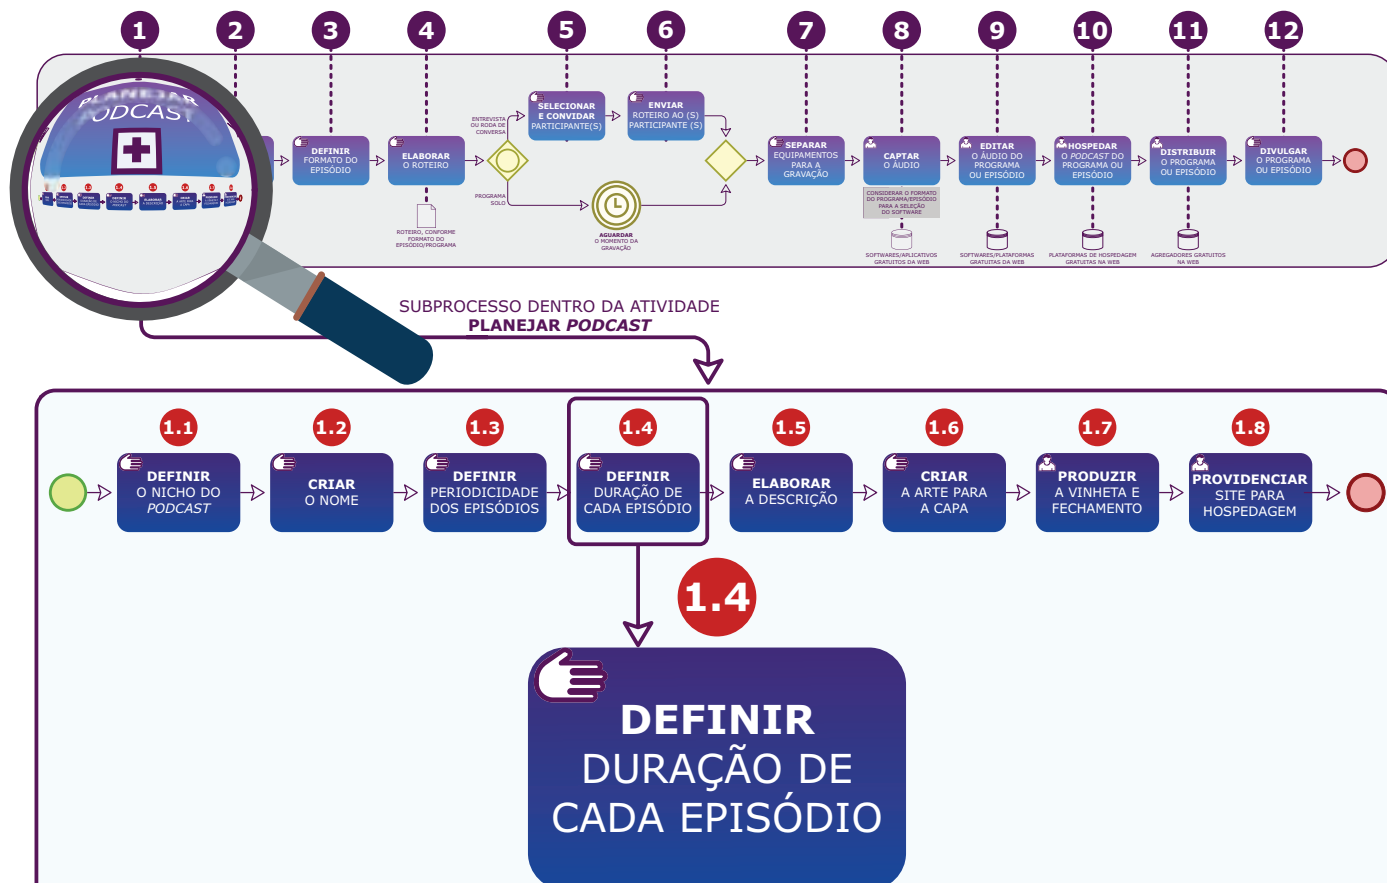 1
2
3
4
5
6
7
8
9
10
11
12
PLANEJAR
PODCAST
DEFINIR
FORMATO DO
EPISÓDIO
ELABORAR
O ROTEIRO
ROTEIRO, CONFORME
FORMATO DO
EPISÓDIO/PROGRAMA
ENTREVISTA
OU RODA DE
CONVERSA
PROGRAMA
SOLO
SELECIONAR
E CONVIDAR
PARTICIPANTE(S)
ENVIAR
ROTEIRO AO (S)
PARTICIPANTE (S)
AGUARDAR
O MOMENTO DA
GRAVAÇÃO
SEPARAR
EQUIPAMENTOS
PARA A
GRAVAÇÃO
CAPTAR
O ÁUDIO
CONSIDERAR O FORMATO
DO PROGRAMA/EPISÓDIO
PARA A SELEÇÃO
DO SOFTWARE
SOFTWARES/APLICATIVOS
GRATUITOS DA WEB
EDITAR
O ÁUDIO DO
PROGRAMA
OU EPISÓDIO
SOFTWARES/PLATAFORMAS
GRATUITAS DA WEB
HOSPEDAR
O PODCAST DO
PROGRAMA OU
EPISÓDIO
PLATAFORMAS DE HOSPEDAGEM
GRATUITAS NA WEB
DISTRIBUIR
O PROGRAMA
OU EPISÓDIO
AGREGADORES GRATUITOS
NA WEB
DIVULGAR
O PROGRAMA
OU EPISÓDIO
SUBPROCESSO DENTRO DA ATIVIDADE
PLANEJAR PODCAST
1.1
DEFINIR
O NICHO DO
PODCAST
1.2
CRIAR
O NOME
1.3
DEFINIR
PERIODICIDADE
DOS EPISÓDIOS
1.4
DEFINIR
DURAÇÃO DE
CADA EPISÓDIO
1.5
ELABORAR
A DESCRIÇÃO
1.6
CRIAR
A ARTE PARA
A CAPA
1.7
PRODUZIR
A VINHETA E
FECHAMENTO
1.8
PROVIDENCIAR
SITE PARA
HOSPEDAGEM
1.4
DEFINIR
DURAÇÃO DE
CADA EPISÓDIO